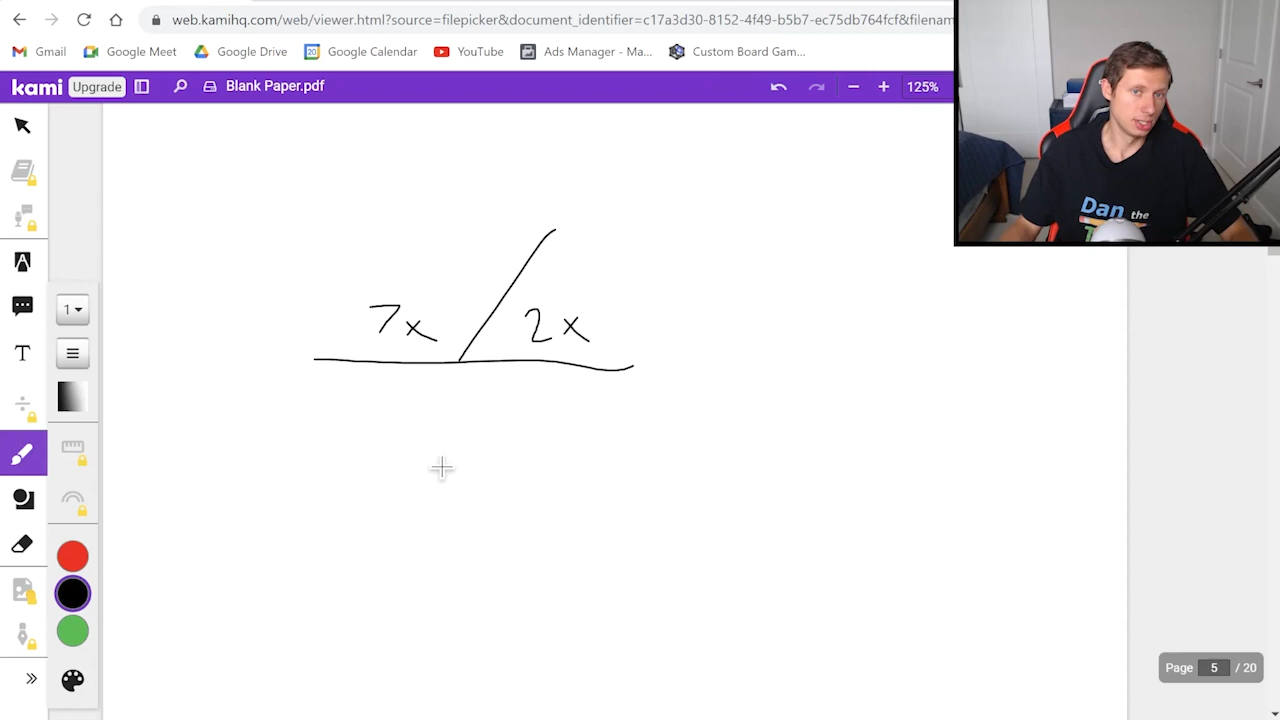 web.kamihq.com/web/viewer.html?source=filepicker&document_identifier=c17a3d30-8152-4f49-b5b7-ec75db764fcf&filenam
Gmail Google Meet Google Drive 20 Google Calendar YouTube Ads Manager - Ma... Custom Board Gam...
kami Upgrade Blank Paper.pdf 125%
Dan the
1
T
7x / 2x
Page 5 / 20